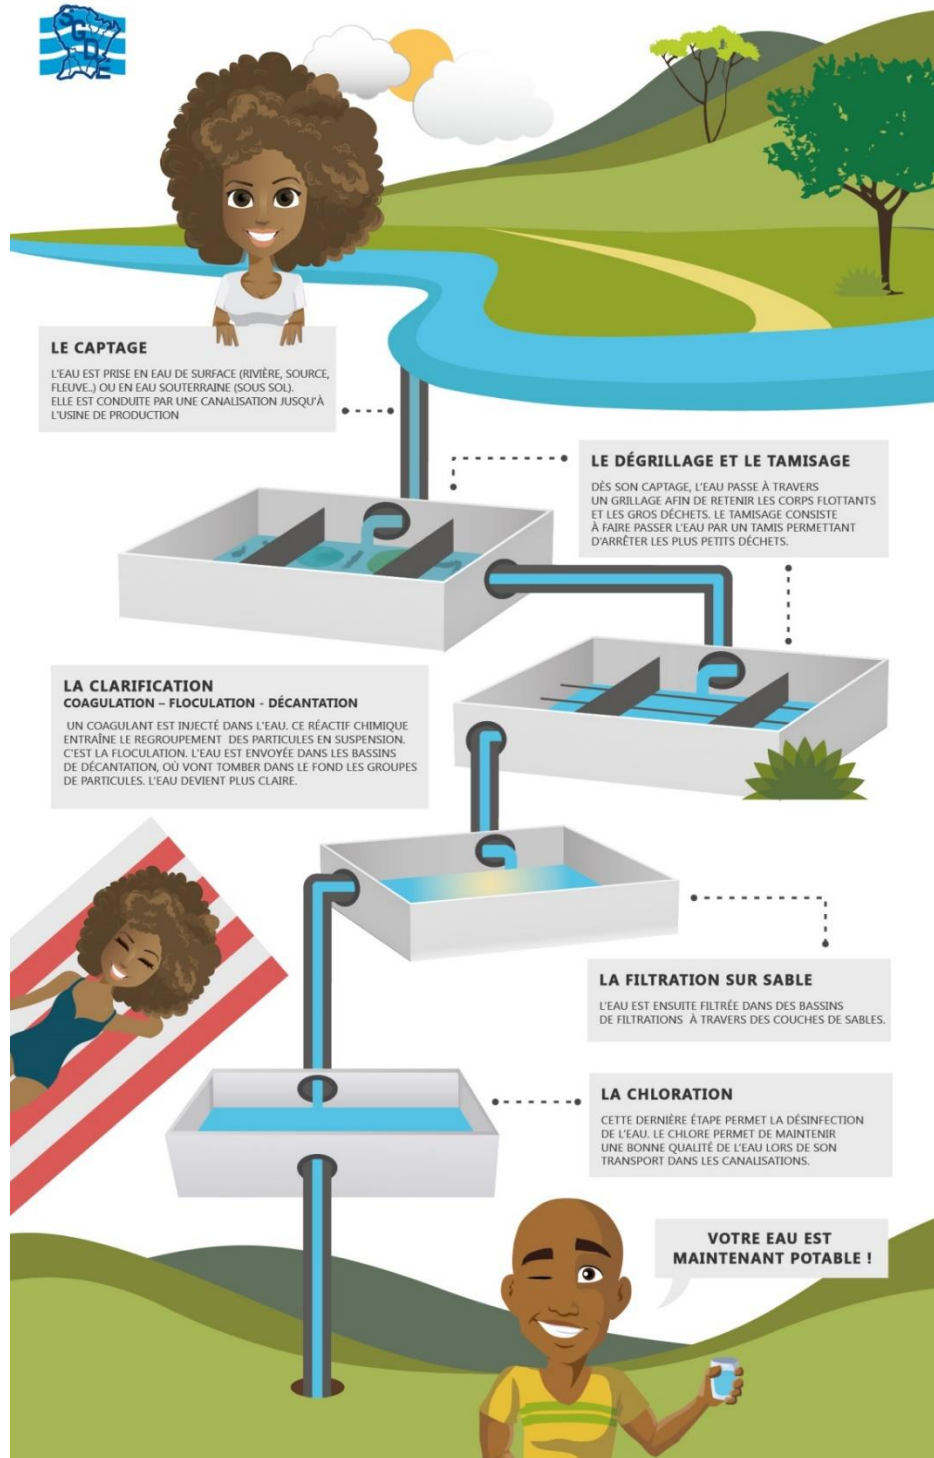 SGDE
LE CAPTAGE
L'EAU EST PRISE EN EAU DE SURFACE (RIVIÈRE, SOURCE,
FLEUVE..) OU EN EAU SOUTERRAINE (SOUS SOL).
ELLE EST CONDUITE PAR UNE CANALISATION JUSQU'À
L'USINE DE PRODUCTION
LE DÉGRILLAGE ET LE TAMISAGE
DÈS SON CAPTAGE, L'EAU PASSE À TRAVERS
UN GRILLAGE AFIN DE RETENIR LES CORPS FLOTTANTS
ET LES GROS DÉCHETS. LE TAMISAGE CONSISTE
À FAIRE PASSER L'EAU PAR UN TAMIS PERMETTANT
D'ARRÊTER LES PLUS PETITS DÉCHETS.
LA CLARIFICATION
COAGULATION – FLOCULATION - DÉCANTATION
UN COAGULANT EST INJECTÉ DANS L'EAU. CE RÉACTIF CHIMIQUE
ENTRAÎNE LE REGROUPEMENT DES PARTICULES EN SUSPENSION.
C'EST LA FLOCULATION. L'EAU EST ENVOYÉE DANS LES BASSINS
DE DÉCANTATION, OÙ VONT TOMBER DANS LE FOND LES GROUPES
DE PARTICULES. L'EAU DEVIENT PLUS CLAIRE.
LA FILTRATION SUR SABLE
L'EAU EST ENSUITE FILTRÉE DANS DES BASSINS
DE FILTRATIONS À TRAVERS DES COUCHES DE SABLES.
LA CHLORATION
CETTE DERNIÈRE ÉTAPE PERMET LA DÉSINFECTION
DE L'EAU. LE CHLORE PERMET DE MAINTENIR
UNE BONNE QUALITÉ DE L'EAU LORS DE SON
TRANSPORT DANS LES CANALISATIONS.
VOTRE EAU EST
MAINTENANT POTABLE !